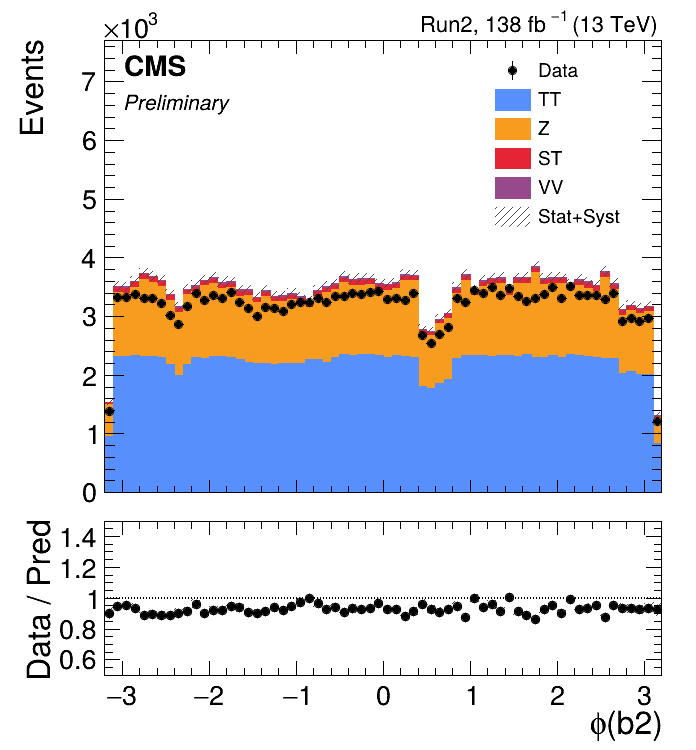 ×10³ Run2, 138 fb⁻¹ (13 TeV)
CMS
Preliminary
Events
Data
TT
Z
ST
VV
Stat+Syst
7
6
5
4
3
2
1
0
Data / Pred
1.4
1.2
1
0.8
0.6
−3 −2 −1 0 1 2 3
ϕ(b2)